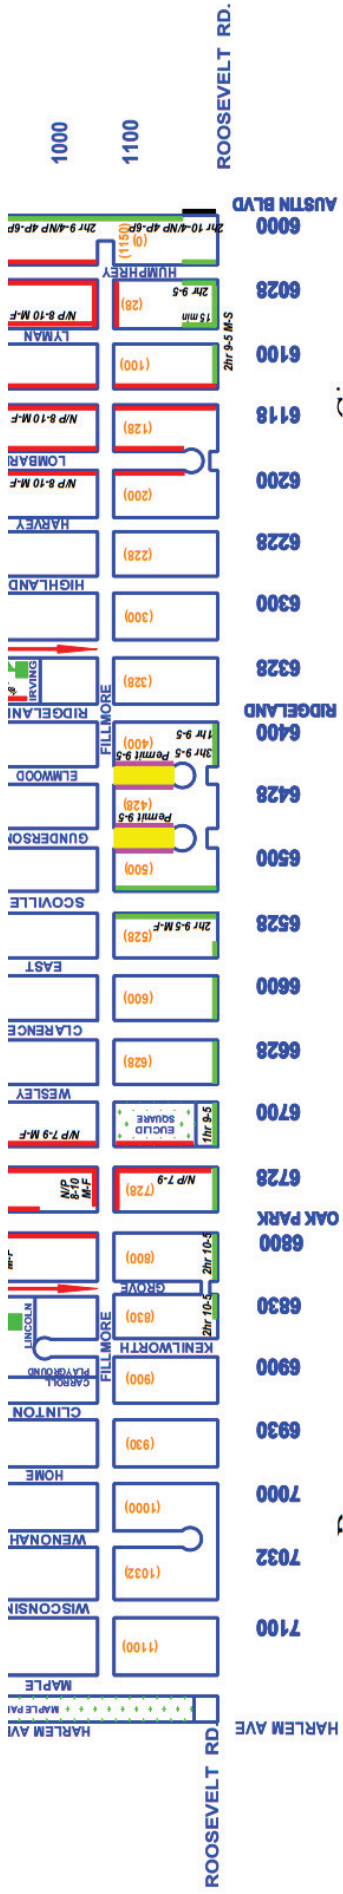 ROOSEVELT RD.
1000
1100
AUSTIN BLVD
6000
2hr 9-4/NP 4P-6P
2hr 10-4/NP 4P-6P
(1150)
(0)
HUMPHREY
6028
N/P 8-10 M-F
(28)
2hr 9-5
15 min
LYMAN
2hr 9-5 M-S
6100
(100)
6118
N/P 8-10 M-F
(128)
LOMBAR
6200
N/P 8-10 M-F
(200)
HARVEY
6228
(228)
HIGHLAND
6300
(300)
6328
IRVING
(328)
RIDGELAND
FILLMORE
RIDGELAND
6400
(400)
1hr 9-5
3hr 9-5
Permit 9-5
ELMWOOD
6428
(428)
Permit 9-5
GUNDERSON
6500
(500)
SCOVILLE
6528
(528)
2hr 9-5 M-F
EAST
6600
(600)
CLARENCE
6628
(628)
WESLEY
6700
N/P 7-9 M-F
EUCLID
SQUARE
1hr 9-5
6728
N/P
8-10
M-F
(728)
N/P 7-9
OAK PARK
6800
M-F
(800)
2hr 10-5
GROVE
6830
LINCOLN
(830)
2hr 10-5
FILLMORE
KENILWORTH
6900
CARROLL
PLAYGROUND
(900)
CLINTON
6930
(930)
HOME
7000
(1000)
WENONAH
7032
(1032)
WISCONSIN
7100
(1100)
MAPLE
MAPLE PA
HARLEM AV
HARLEM AVE
ROOSEVELT RD.